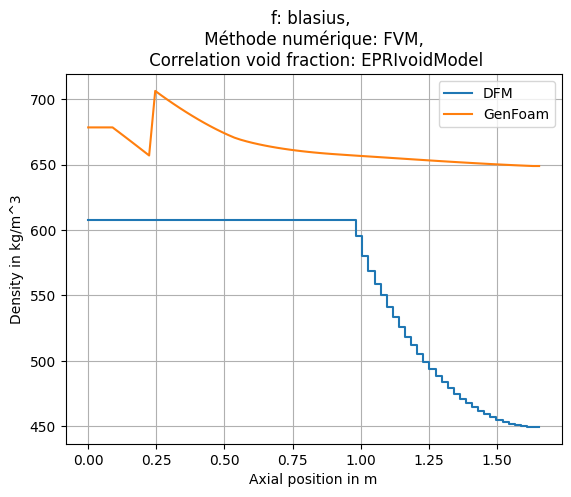 f: blasius,
Méthode numérique: FVM,
Correlation void fraction: EPRIvoidModel
DFM
GenFoam
Density in kg/m^3
700
650
600
550
500
450
0.00 0.25 0.50 0.75 1.00 1.25 1.50
Axial position in m